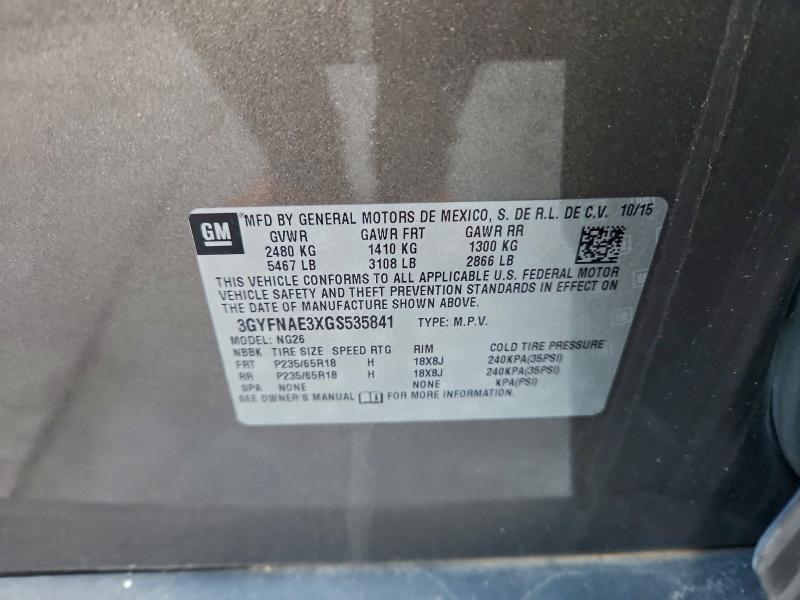 GM ®MFD BY GENERAL MOTORS DE MEXICO, S. DE R.L. DE C.V. 10/15
GVWR GAWR FRT GAWR RR
2480 KG 1410 KG 1300 KG
5467 LB 3108 LB 2866 LB
THIS VEHICLE CONFORMS TO ALL APPLICABLE U.S. FEDERAL MOTOR
VEHICLE SAFETY AND THEFT PREVENTION STANDARDS IN EFFECT ON
THE DATE OF MANUFACTURE SHOWN ABOVE.
3GYFNAE3XGS535841 TYPE: M.P.V.
MODEL: NG26
NBBK TIRE SIZE SPEED RTG RIM COLD TIRE PRESSURE
FRT P235/65R18 H 18X8J 240KPA(35PSI)
RR P235/65R18 H 18X8J 240KPA(35PSI)
SPA NONE NONE KPA(PSI)
SEE OWNER'S MANUAL FOR MORE INFORMATION.